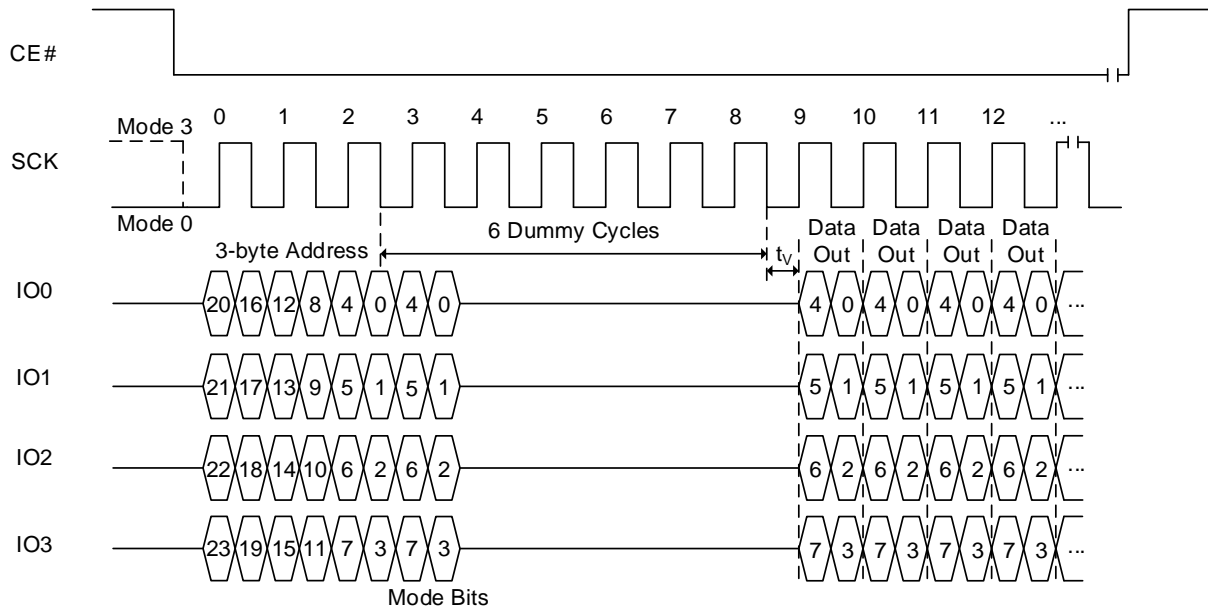 CE#
0 1 2 3 4 5 6 7 8 9 10 11 12 ...
Mode 3
SCK
Mode 0
6 Dummy Cycles
3-byte Address
tV
Data Out
Data Out
Data Out
Data Out
IO0
20 16 12 8 4 0 4 0
4 0 4 0 4 0 4 0 ...
IO1
21 17 13 9 5 1 5 1
5 1 5 1 5 1 5 1 ...
IO2
22 18 14 10 6 2 6 2
6 2 6 2 6 2 6 2 ...
IO3
23 19 15 11 7 3 7 3
7 3 7 3 7 3 7 3 ...
Mode Bits